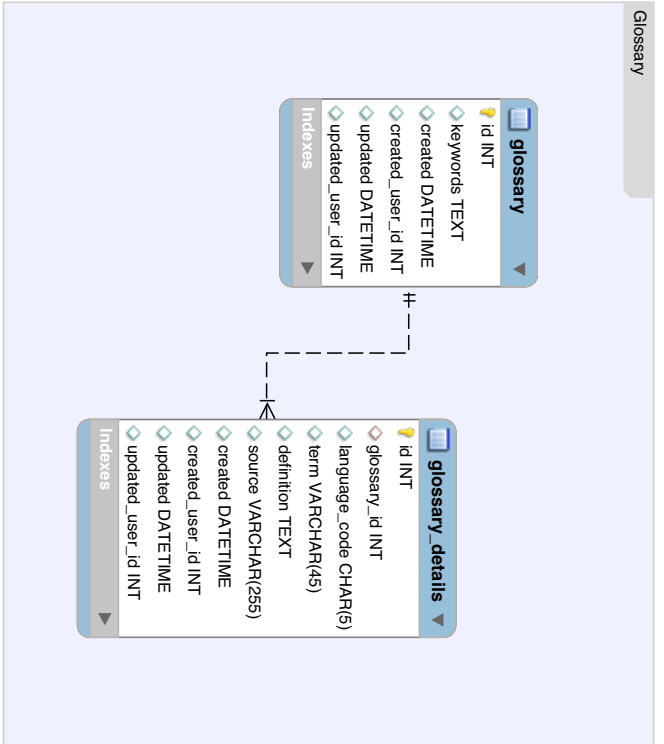 Glossary
glossary
id INT
keywords TEXT
created DATETIME
created_user_id INT
updated DATETIME
updated_user_id INT
Indexes
glossary_details
id INT
glossary_id INT
language_code CHAR(5)
term VARCHAR(45)
definition TEXT
source VARCHAR(255)
created DATETIME
created_user_id INT
updated DATETIME
updated_user_id INT
Indexes